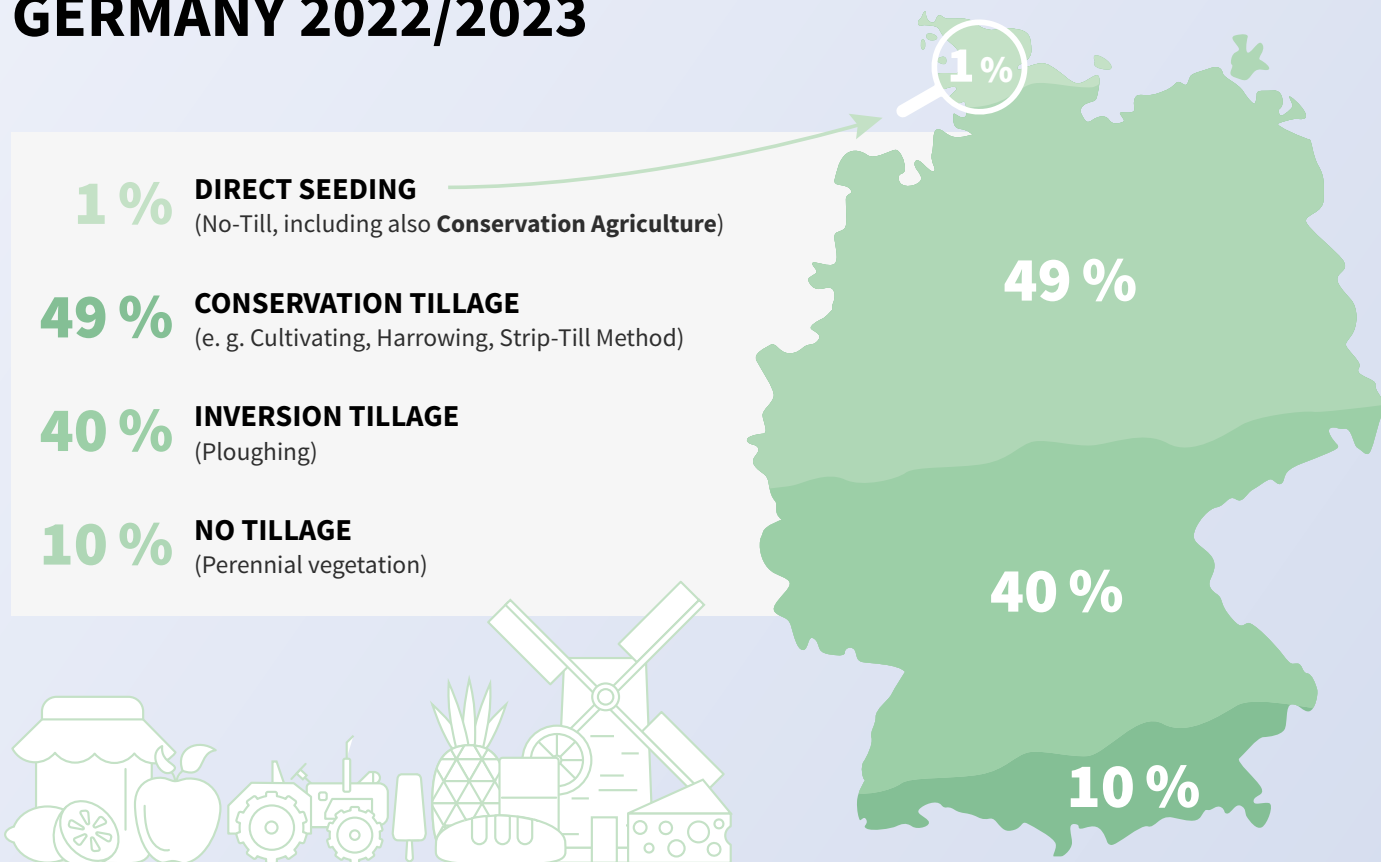 GERMANY 2022/2023
1 %
DIRECT SEEDING
(No-Till, including also Conservation Agriculture)
49 %
CONSERVATION TILLAGE
(e. g. Cultivating, Harrowing, Strip-Till Method)
40 %
INVERSION TILLAGE
(Ploughing)
10 %
NO TILLAGE
(Perennial vegetation)
1 %
49 %
40 %
10 %